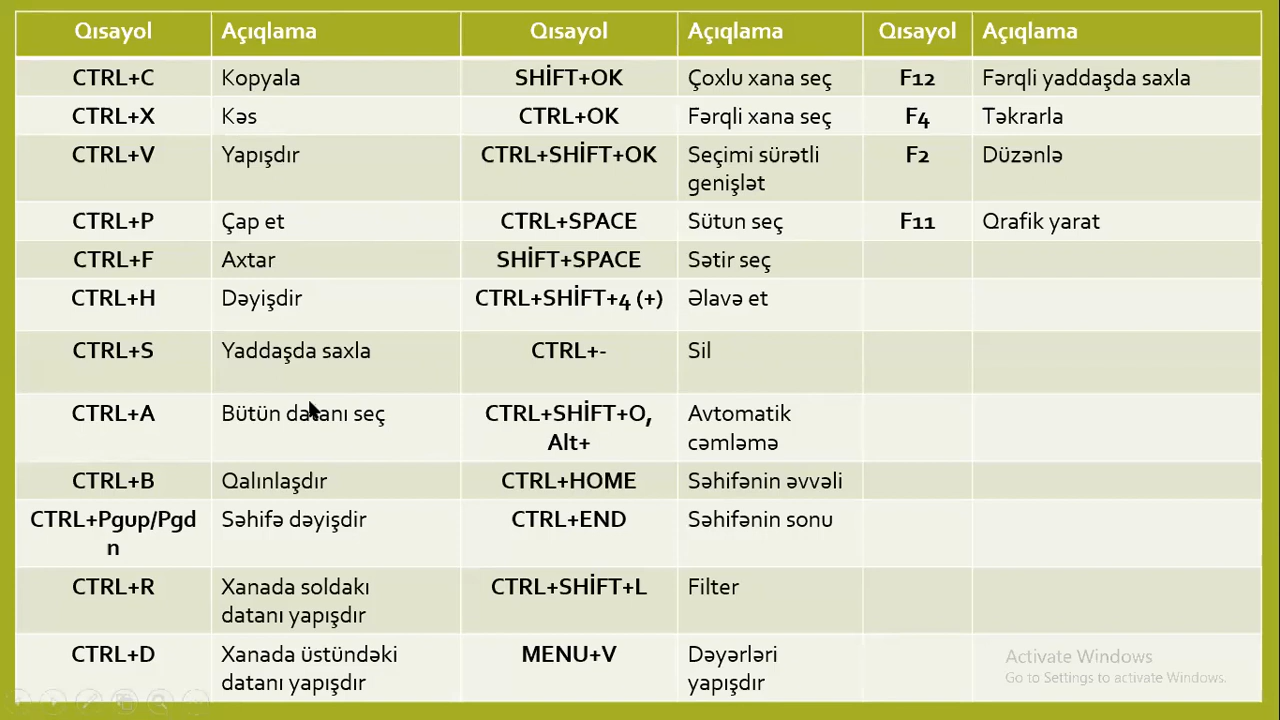 Qısayol Açıqlama Qısayol Açıqlama Qısayol Açıqlama
CTRL+C Kopyala SHİFT+OK Çoxlu xana seç F12 Fərqli yaddaşda saxla
CTRL+X Kəs CTRL+OK Fərqli xana seç F4 Təkrarla
CTRL+V Yapışdır CTRL+SHİFT+OK Seçimi sürətli F2 Düzənlə
genişlət
CTRL+P Çap et CTRL+SPACE Sütun seç F11 Qrafik yarat
CTRL+F Axtar SHİFT+SPACE Sətir seç
CTRL+H Dəyişdir CTRL+SHİFT+4 (+) Əlavə et
CTRL+S Yaddaşda saxla CTRL+- Sil
CTRL+A Bütün datanı seç CTRL+SHİFT+O, Avtomatik
Alt+ cəmləmə
CTRL+B Qalınlaşdır CTRL+HOME Səhifənin əvvəli
CTRL+Pgup/Pgd Səhifə dəyişdir CTRL+END Səhifənin sonu
n
CTRL+R Xanada soldakı CTRL+SHİFT+L Filter
datanı yapışdır
CTRL+D Xanada üstündəki MENU+V Dəyərləri
datanı yapışdır yapışdır
Activate Windows
Go to Settings to activate Windows.